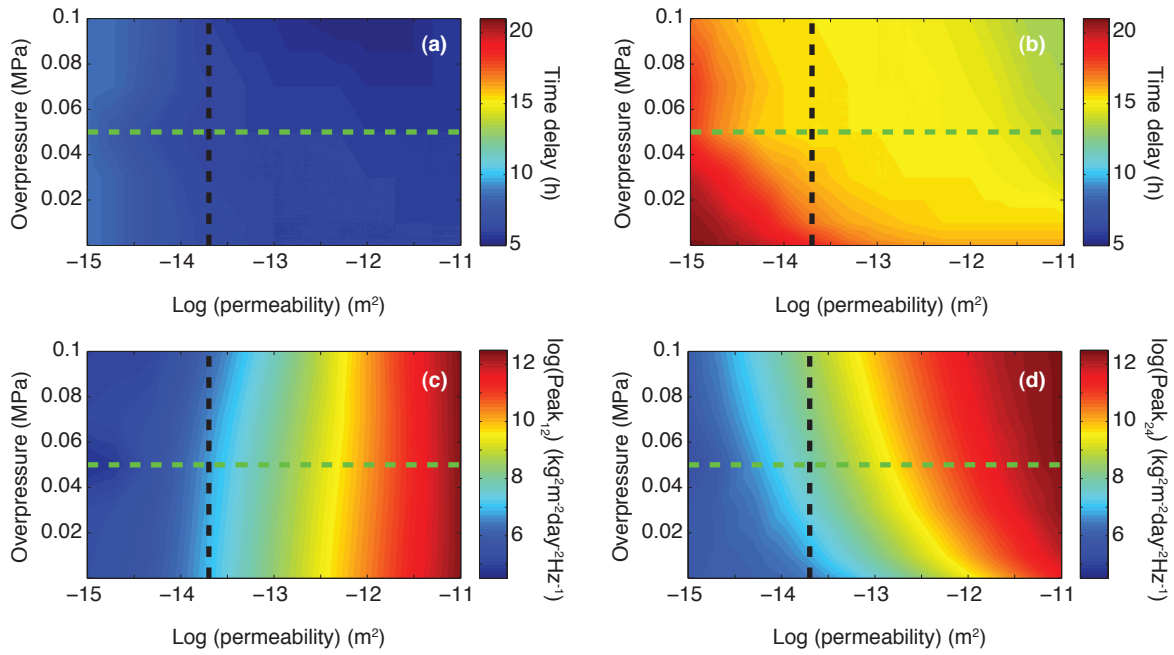 (a)
0.1
0.08
0.06
0.04
0.02
Overpressure (MPa)
−15 −14 −13 −12 −11
Log (permeability) (m²)
20
15
10
5
Time delay (h)
(b)
0.1
0.08
0.06
0.04
0.02
Overpressure (MPa)
−15 −14 −13 −12 −11
Log (permeability) (m²)
20
15
10
5
Time delay (h)
(c)
0.1
0.08
0.06
0.04
0.02
Overpressure (MPa)
−15 −14 −13 −12 −11
Log (permeability) (m²)
12
10
8
6
log(Peak₁₂) (kg²m⁻²day⁻²Hz⁻¹)
(d)
0.1
0.08
0.06
0.04
0.02
Overpressure (MPa)
−15 −14 −13 −12 −11
Log (permeability) (m²)
12
10
8
6
log(Peak₂₄) (kg²m⁻²day⁻²Hz⁻¹)